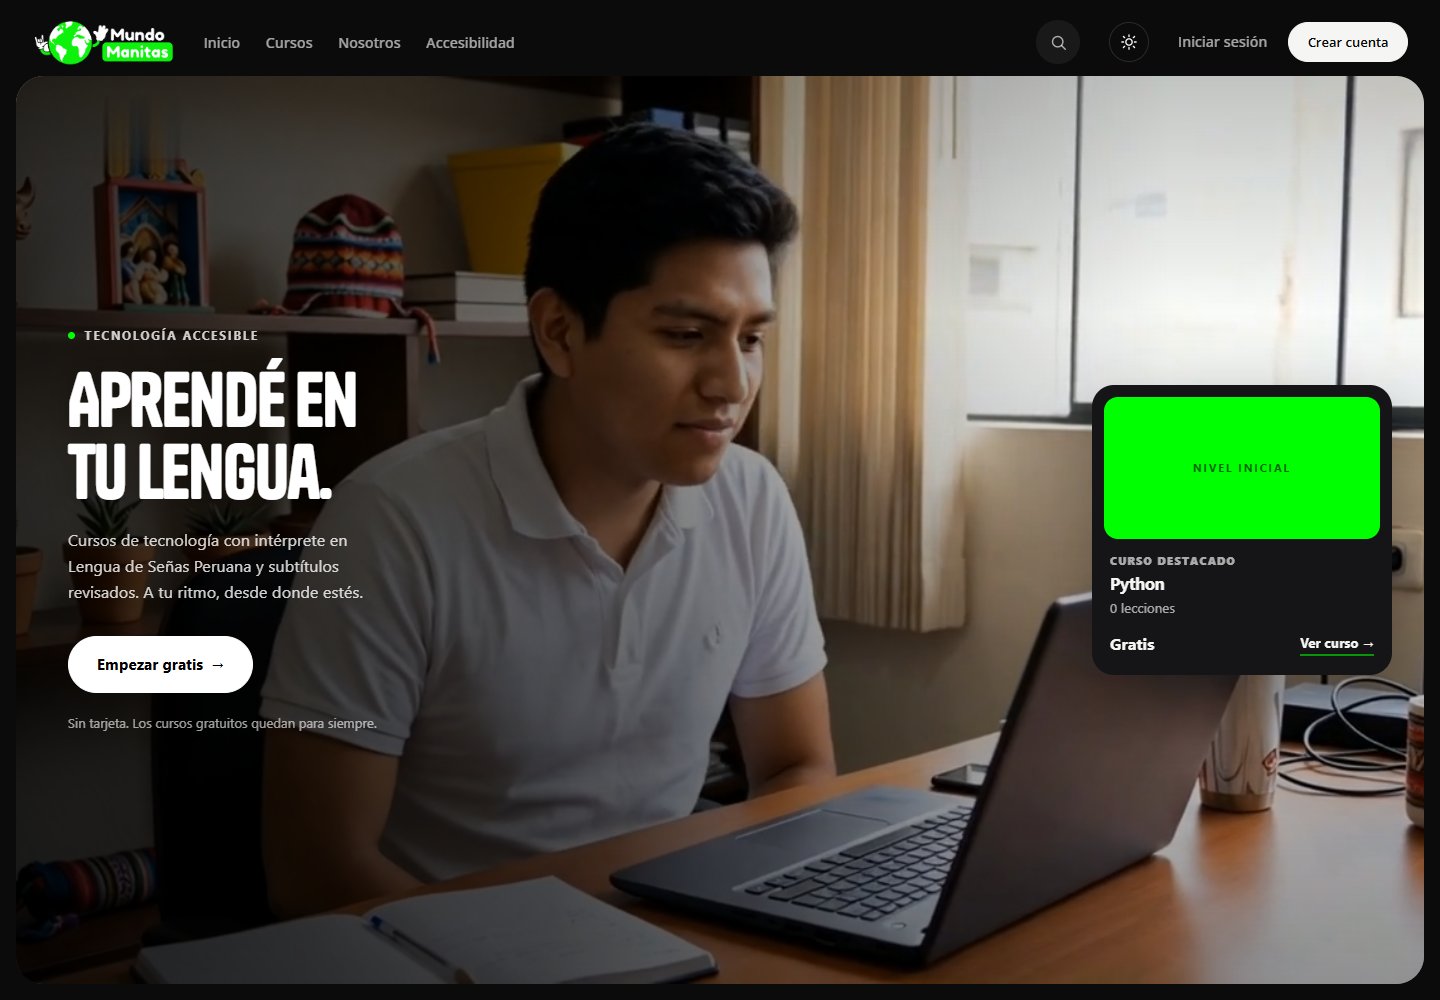 Mundo
Manitas
Inicio
Cursos
Nosotros
Accesibilidad
Iniciar sesión
Crear cuenta
TECNOLOGÍA ACCESIBLE
APRENDÉ EN
TU LENGUA.
Cursos de tecnología con intérprete en
Lengua de Señas Peruana y subtítulos
revisados. A tu ritmo, desde donde estés.
Empezar gratis →
Sin tarjeta. Los cursos gratuitos quedan para siempre.
NIVEL INICIAL
CURSO DESTACADO
Python
0 lecciones
Gratis
Ver curso →